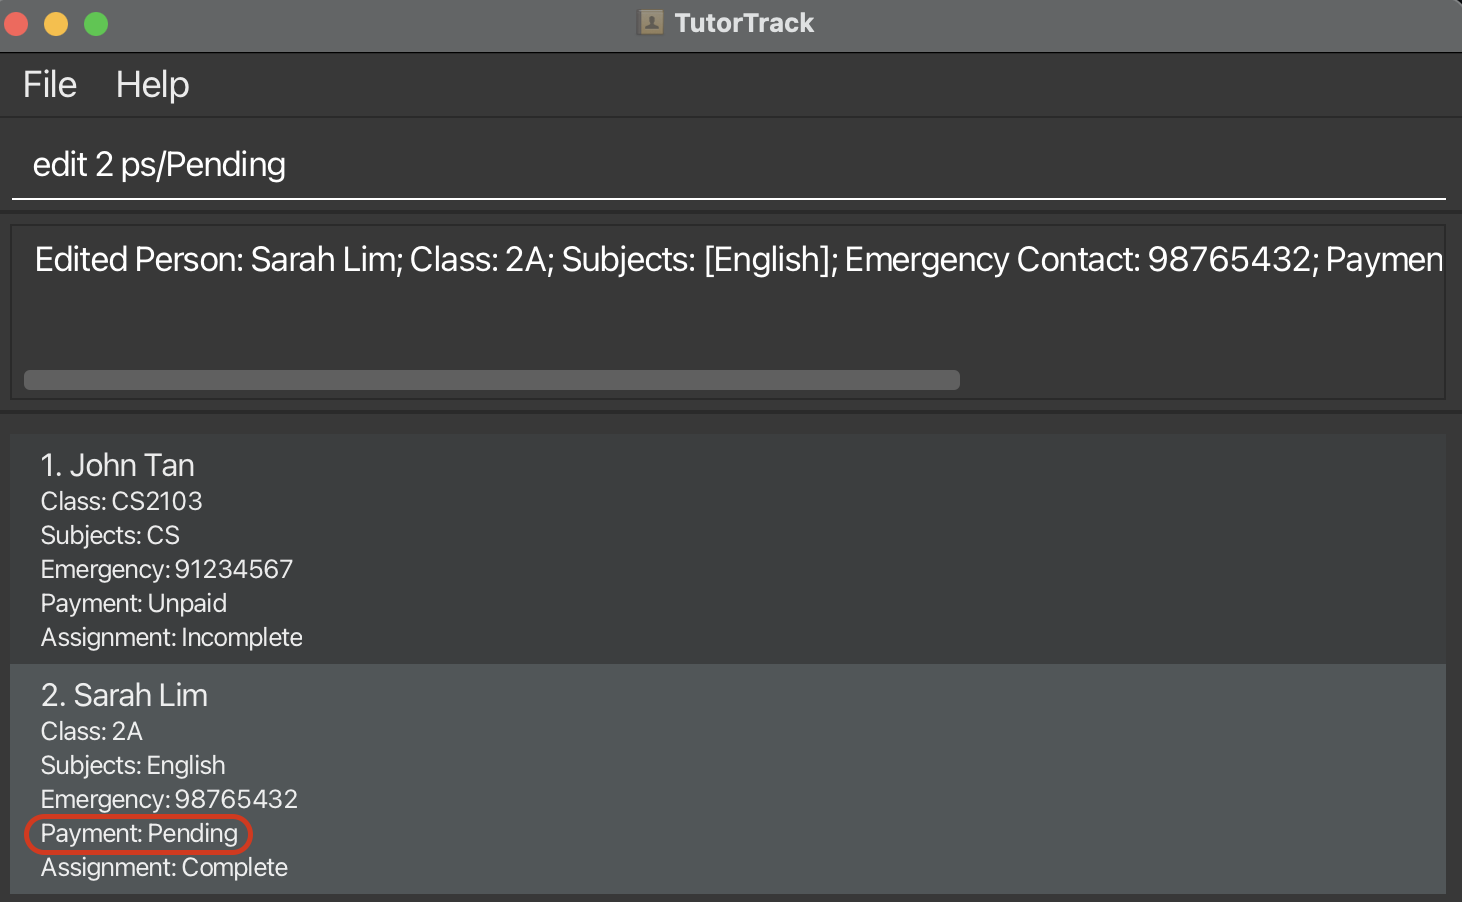 TutorTrack
File Help
edit 2 ps/Pending
Edited Person: Sarah Lim; Class: 2A; Subjects: [English]; Emergency Contact: 98765432; Paymen
1. John Tan
Class: CS2103
Subjects: CS
Emergency: 91234567
Payment: Unpaid
Assignment: Incomplete
2. Sarah Lim
Class: 2A
Subjects: English
Emergency: 98765432
Payment: Pending
Assignment: Complete